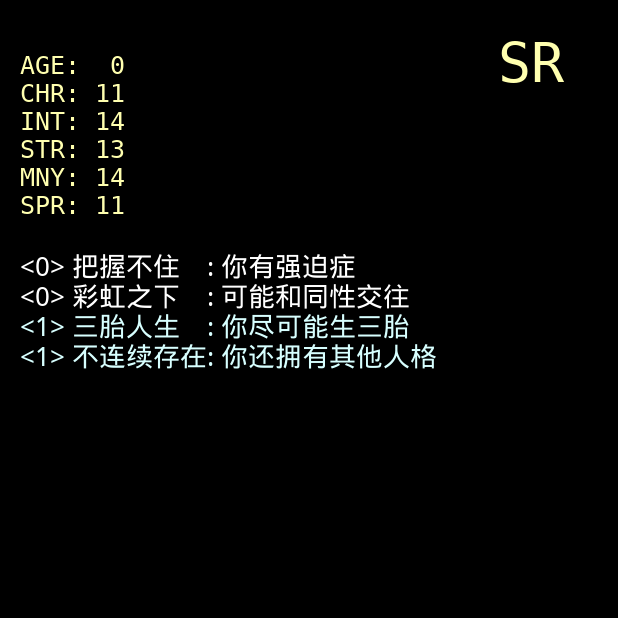 SR
AGE:  0
CHR: 11
INT: 14
STR: 13
MNY: 14
SPR: 11
<0> 把握不住 : 你有强迫症
<0> 彩虹之下 : 可能和同性交往
<1> 三胎人生 : 你尽可能生三胎
<1> 不连续存在: 你还拥有其他人格